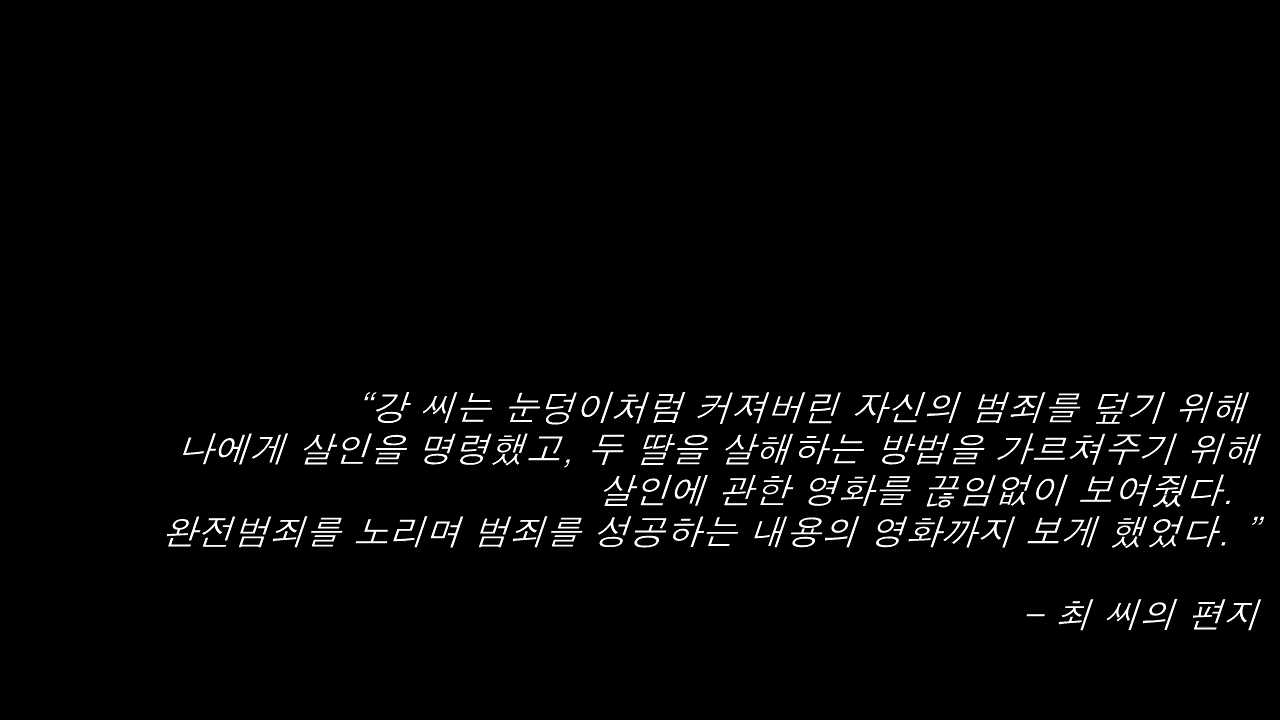 “강 씨는 눈덩이처럼 커져버린 자신의 범죄를 덮기 위해
나에게 살인을 명령했고, 두 딸을 살해하는 방법을 가르쳐주기 위해
살인에 관한 영화를 끊임없이 보여줬다.
완전범죄를 노리며 범죄를 성공하는 내용의 영화까지 보게 했었다. ”
– 최 씨의 편지